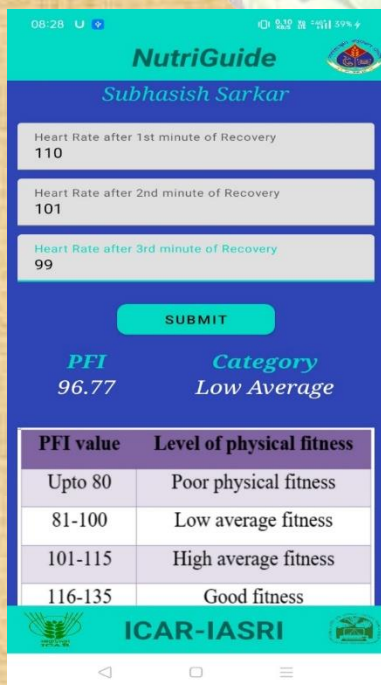 08:28
39%
NutriGuide
Subhasish Sarkar
Heart Rate after 1st minute of Recovery
110
Heart Rate after 2nd minute of Recovery
101
Heart Rate after 3rd minute of Recovery
99
SUBMIT
PFI Category
96.77 Low Average
PFI value Level of physical fitness
Upto 80 Poor physical fitness
81-100 Low average fitness
101-115 High average fitness
116-135 Good fitness
ICAR-IASRI